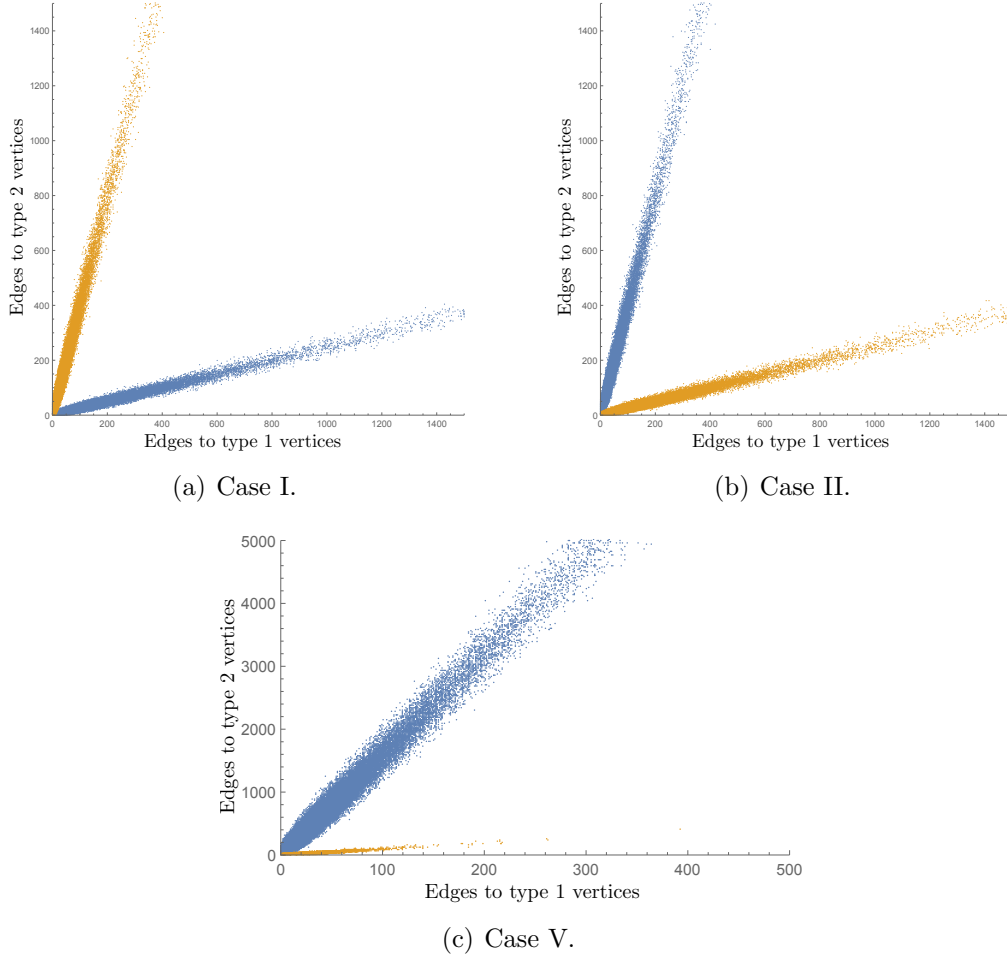 1400
1200
1000
800
600
400
200
0
0 200 400 600 800 1000 1200 1400
Edges to type 2 vertices
Edges to type 1 vertices
(a) Case I.
1400
1200
1000
800
600
400
200
0
0 200 400 600 800 1000 1200 1400
Edges to type 2 vertices
Edges to type 1 vertices
(b) Case II.
5000
4000
3000
2000
1000
0
0 100 200 300 400 500
Edges to type 2 vertices
Edges to type 1 vertices
(c) Case V.